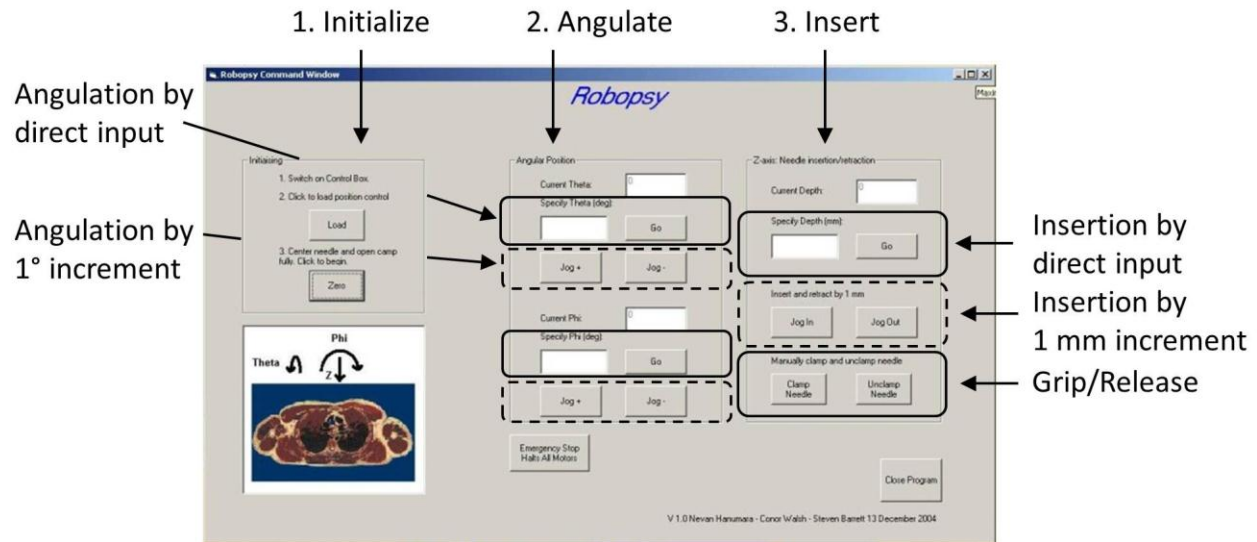 1. Initialize
2. Angulate
3. Insert
Robopsy Command Window
Robopsy
Angulation by
direct input
Angulation by
1° increment
Initialising
1. Switch on Control Box.
2. Click to load position control
Load
3. Center needle and open camp
fully. Click to begin.
Zero
Phi
Theta
Z
Angular Position
Current Theta:
0
Specify Theta (deg):
Go
Jog +
Jog -
Current Phi:
0
Specify Phi (deg)
Go
Jog +
Jog -
Emergency Stop
Halts All Motors
Z-axis: Needle insertion/retraction
Current Depth:
0
Specify Depth (mm):
Go
Insert and retract by 1 mm
Jog In
Jog Out
Manually clamp and unclamp needle
Clamp
Needle
Unclamp
Needle
Close Program
V 1.0 Nevan Hanumara - Conor Walsh - Steven Barrett 13 December 2004
Insertion by
direct input
Insertion by
1 mm increment
Grip/Release